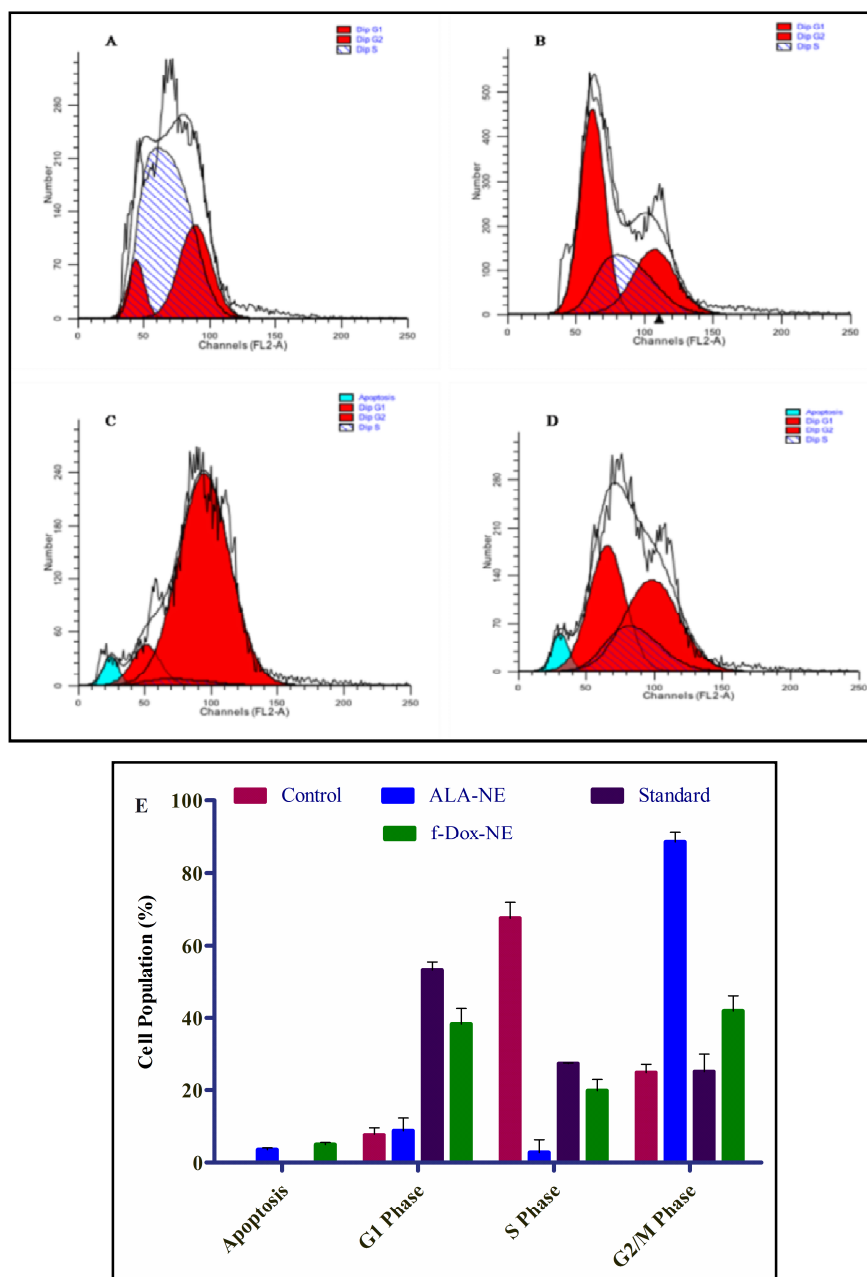 A
Dip G1
Dip G2
Dip S
Number
280
210
140
70
0
0 50 100 150 200 250
Channels (FL2-A)
B
Dip G1
Dip G2
Dip S
Number
500
400
300
200
100
0
0 50 100 150 200 250
Channels (FL2-A)
C
Apoptosis
Dip G1
Dip G2
Dip S
Number
240
180
120
60
0
0 50 100 150 200 250
Channels (FL2-A)
D
Apoptosis
Dip G1
Dip G2
Dip S
Number
280
210
140
70
0
0 50 100 150 200 250
Channels (FL2-A)
E
Control ALA-NE Standard
f-Dox-NE
Cell Population (%)
100
80
60
40
20
0
Apoptosis G1 Phase S Phase G2/M Phase